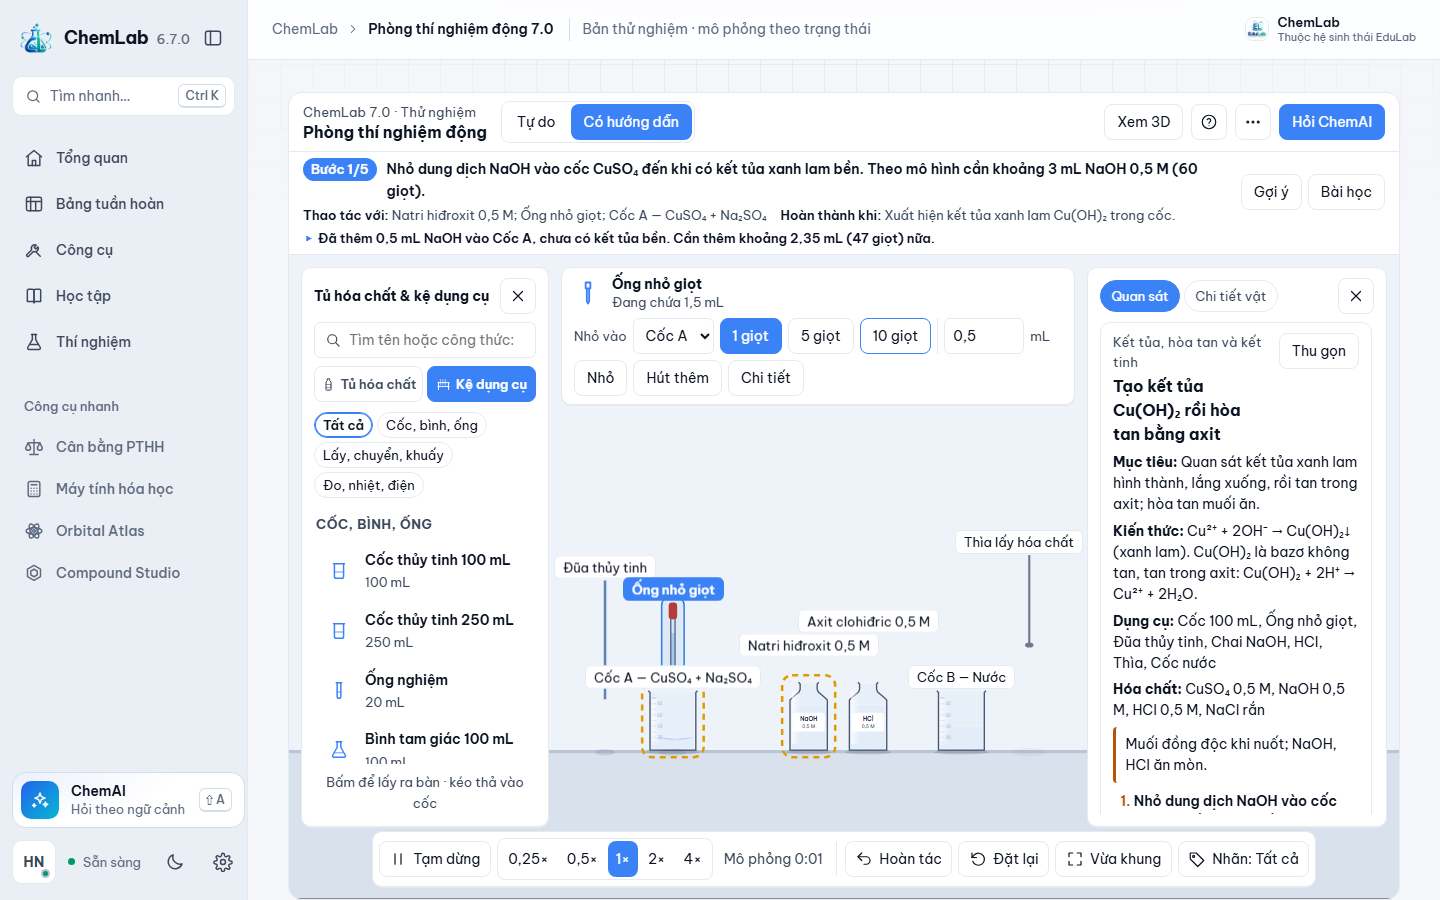 ChemLab 6.7.0
Tìm nhanh... Ctrl K
Tổng quan
Bảng tuần hoàn
Công cụ
Học tập
Thí nghiệm
Công cụ nhanh
Cân bằng PTHH
Máy tính hóa học
Orbital Atlas
Compound Studio
ChemAI
Hỏi theo ngữ cảnh
⇧A
HN Sẵn sàng
ChemLab > Phòng thí nghiệm động 7.0 Bản thử nghiệm · mô phỏng theo trạng thái
ChemLab
Thuộc hệ sinh thái EduLab
ChemLab 7.0 · Thử nghiệm
Phòng thí nghiệm động
Tự do Có hướng dẫn
Xem 3D Hỏi ChemAI
Bước 1/5 Nhỏ dung dịch NaOH vào cốc CuSO₄ đến khi có kết tủa xanh lam bền. Theo mô hình cần khoảng 3 mL NaOH 0,5 M (60
giọt).
Gợi ý Bài học
Thao tác với: Natri hiđroxit 0,5 M; Ống nhỏ giọt; Cốc A — CuSO₄ + Na₂SO₄ Hoàn thành khi: Xuất hiện kết tủa xanh lam Cu(OH)₂ trong cốc.
▸ Đã thêm 0,5 mL NaOH vào Cốc A, chưa có kết tủa bền. Cần thêm khoảng 2,35 mL (47 giọt) nữa.
Tủ hóa chất & kệ dụng cụ
Tìm tên hoặc công thức:
Tủ hóa chất Kệ dụng cụ
Tất cả Cốc, bình, ống
Lấy, chuyển, khuấy
Đo, nhiệt, điện
CỐC, BÌNH, ỐNG
Cốc thủy tinh 100 mL
100 mL
Cốc thủy tinh 250 mL
250 mL
Ống nghiệm
20 mL
Bình tam giác 100 mL
100 mL
Bấm để lấy ra bàn · kéo thả vào
cốc
Ống nhỏ giọt
Đang chứa 1,5 mL
Nhỏ vào Cốc A 1 giọt 5 giọt 10 giọt 0,5 mL
Nhỏ Hút thêm Chi tiết
Thìa lấy hóa chất
Đũa thủy tinh
Ống nhỏ giọt
Axit clohiđric 0,5 M
Natri hiđroxit 0,5 M
Cốc A — CuSO₄ + Na₂SO₄
Cốc B — Nước
NaOH
0,5 M
HCl
0,5 M
Quan sát Chi tiết vật
Kết tủa, hòa tan và kết
tinh
Thu gọn
Tạo kết tủa
Cu(OH)₂ rồi hòa
tan bằng axit
Mục tiêu: Quan sát kết tủa xanh lam
hình thành, lắng xuống, rồi tan trong
axit; hòa tan muối ăn.
Kiến thức: Cu²⁺ + 2OH⁻ → Cu(OH)₂↓
(xanh lam). Cu(OH)₂ là bazơ không
tan, tan trong axit: Cu(OH)₂ + 2H⁺ →
Cu²⁺ + 2H₂O.
Dụng cụ: Cốc 100 mL, Ống nhỏ giọt,
Đũa thủy tinh, Chai NaOH, HCl,
Thìa, Cốc nước
Hóa chất: CuSO₄ 0,5 M, NaOH 0,5
M, HCl 0,5 M, NaCl rắn
Muối đồng độc khi nuốt; NaOH,
HCl ăn mòn.
1. Nhỏ dung dịch NaOH vào cốc
Tạm dừng 0,25× 0,5× 1× 2× 4× Mô phỏng 0:01 Hoàn tác Đặt lại Vừa khung Nhãn: Tất cả